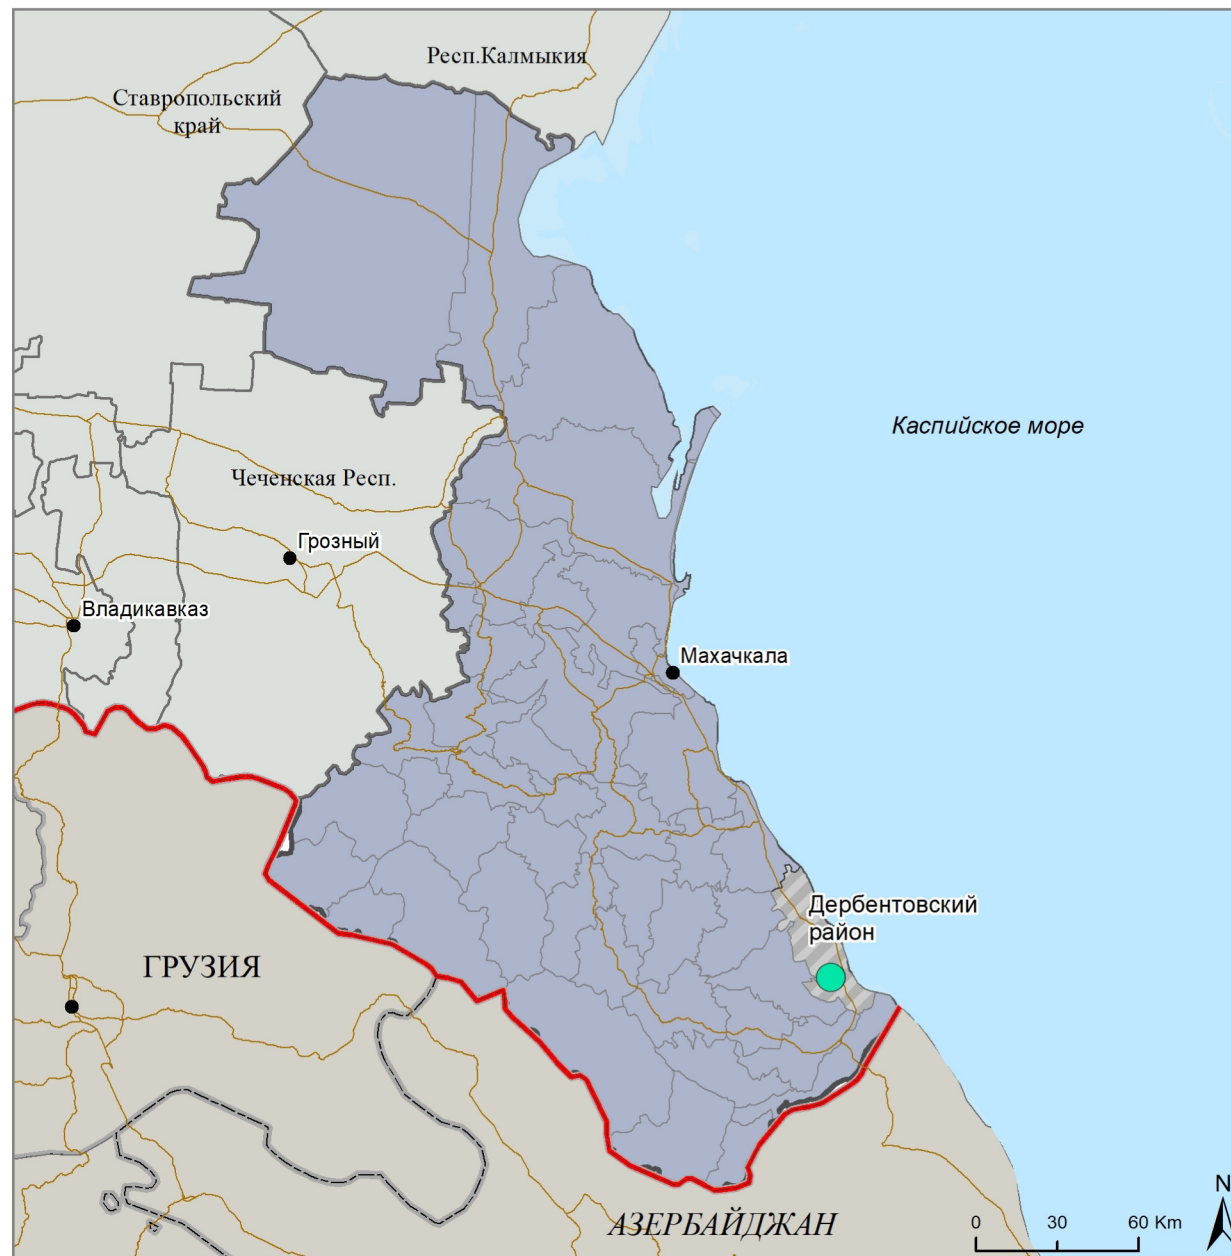 Респ.Калмыкия
Ставропольский
край
Каспийское море
Чеченская Респ.
Грозный
Владикавказ
Махачкала
Дербентовский
район
ГРУЗИЯ
АЗЕРБАЙДЖАН
N
0 30 60 Km